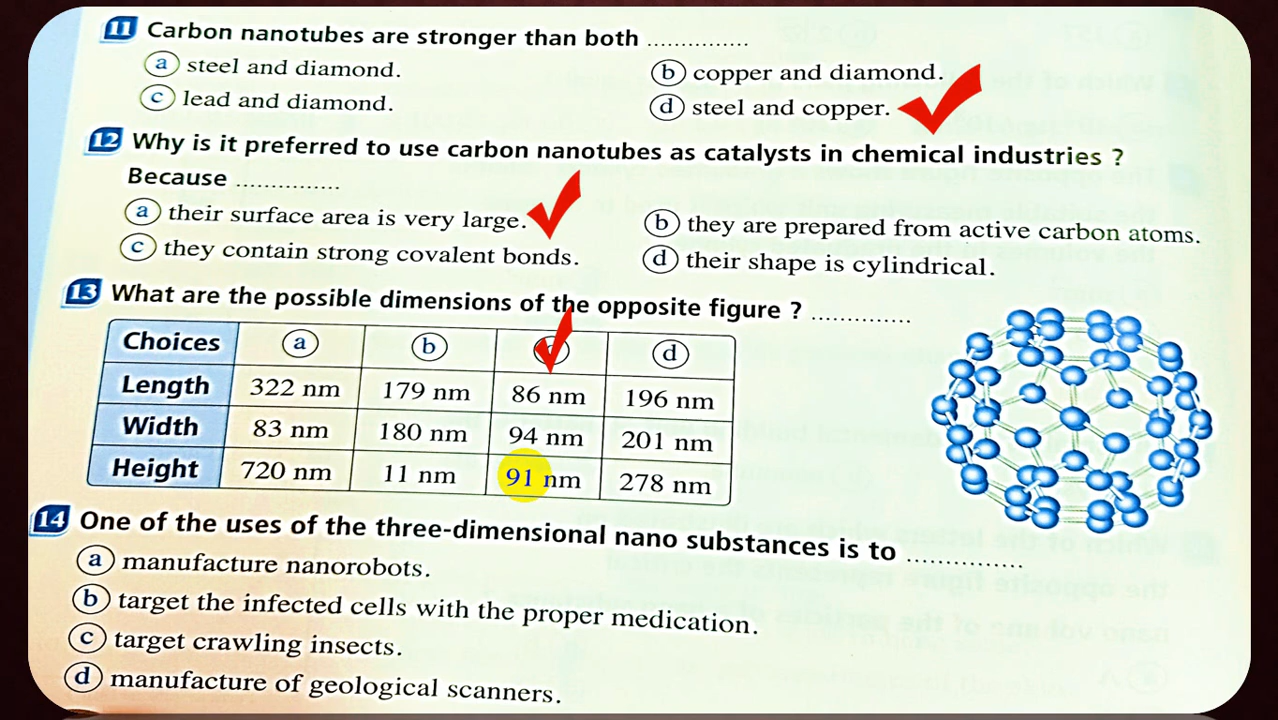 11 Carbon nanotubes are stronger than both ...............
a steel and diamond.
b copper and diamond.
c lead and diamond.
d steel and copper.
12 Why is it preferred to use carbon nanotubes as catalysts in chemical industries ?
Because ...............
a their surface area is very large.
b they are prepared from active carbon atoms.
c they contain strong covalent bonds.
d their shape is cylindrical.
13 What are the possible dimensions of the opposite figure ? ..............
Choices a b c d
Length 322 nm 179 nm 86 nm 196 nm
Width 83 nm 180 nm 94 nm 201 nm
Height 720 nm 11 nm 91 nm 278 nm
14 One of the uses of the three-dimensional nano substances is to ................
a manufacture nanorobots.
b target the infected cells with the proper medication.
c target crawling insects.
d manufacture of geological scanners.